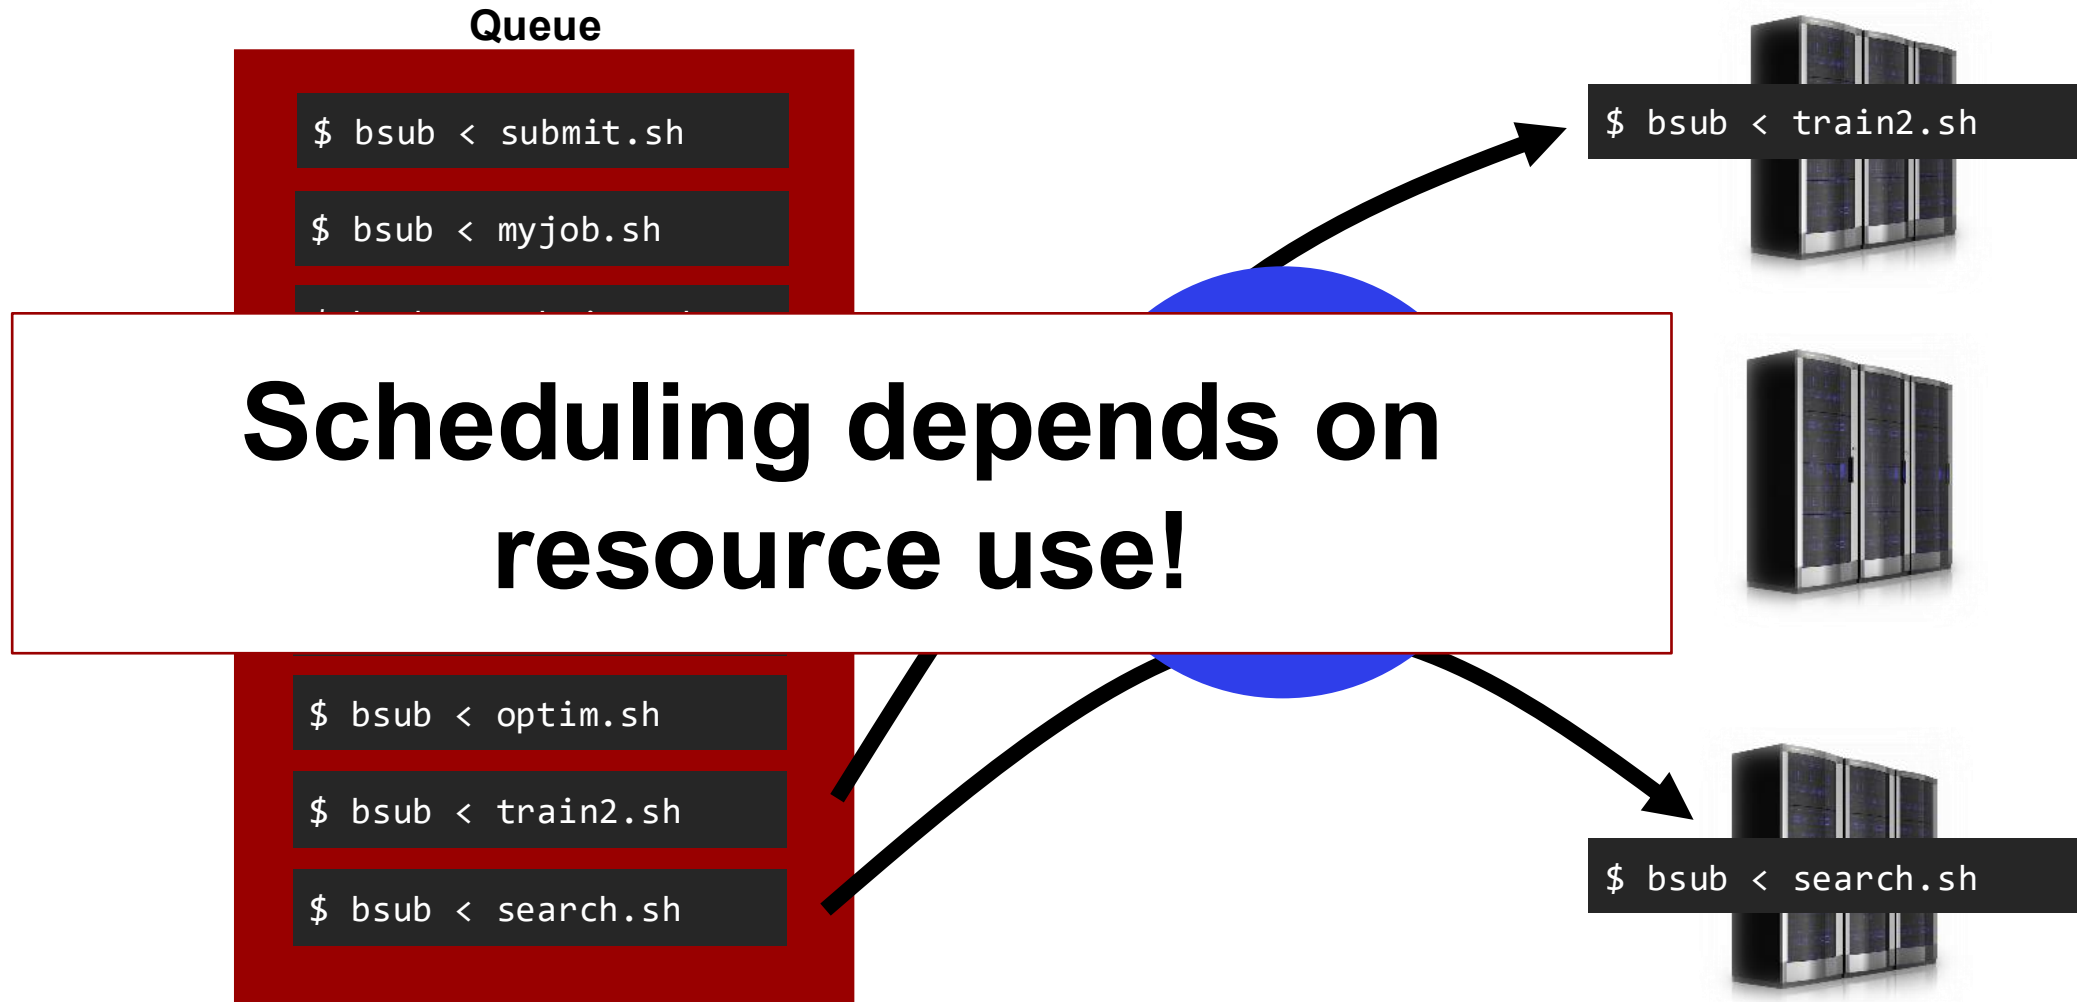 Queue
$ bsub < submit.sh
$ bsub < myjob.sh
$ bsub < train2.sh
Scheduling depends on
resource use!
$ bsub < optim.sh
$ bsub < train2.sh
$ bsub < search.sh
$ bsub < search.sh